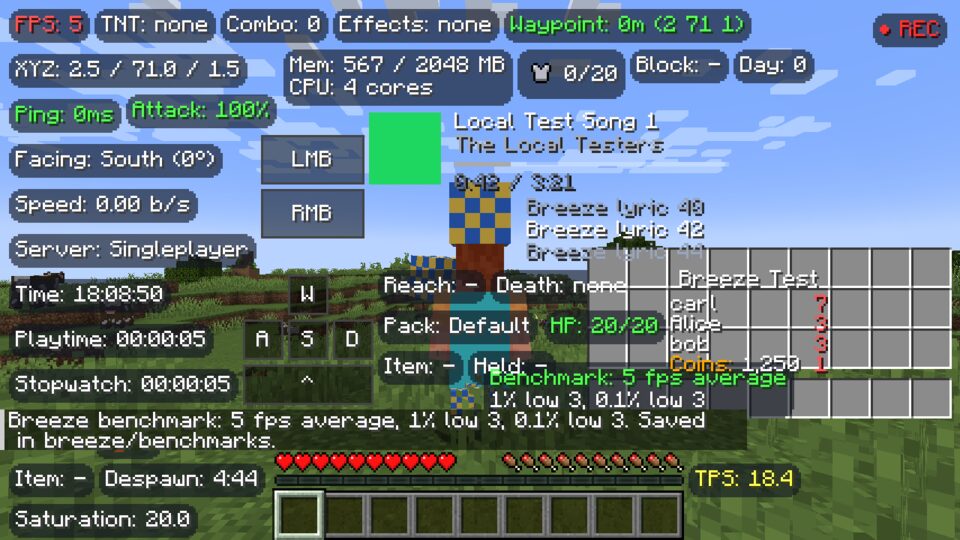 FPS: 5 TNT: none Combo: 0 Effects: none Waypoint: 0m (2 71 1) REC
XYZ: 2.5 / 71.0 / 1.5 Mem: 567 / 2048 MB 0/20 Block: - Day: 0
CPU: 4 cores
Ping: 0ms Attack: 100%
Local Test Song 1
The Local Testers
Facing: South (0°) LMB
0:42 / 3:21
Speed: 0.00 b/s RMB
Breeze lyric 40
Breeze lyric 42
Server: Singleplayer
Breeze lyric 44
Breeze Test
Time: 18:08:50 W Reach: - Death: none
carl 7
Alice 3
Playtime: 00:00:05 A S D Pack: Default HP: 20/20
bob 3
Coins: 1,250 1
Item: - Held: -
Stopwatch: 00:00:05 ^
Benchmark: 5 fps average
1% low 3, 0.1% low 3
Breeze benchmark: 5 fps average, 1% low 3, 0.1% low 3. Saved
in breeze/benchmarks.
Item: - Despawn: 4:44 TPS: 18.4
Saturation: 20.0